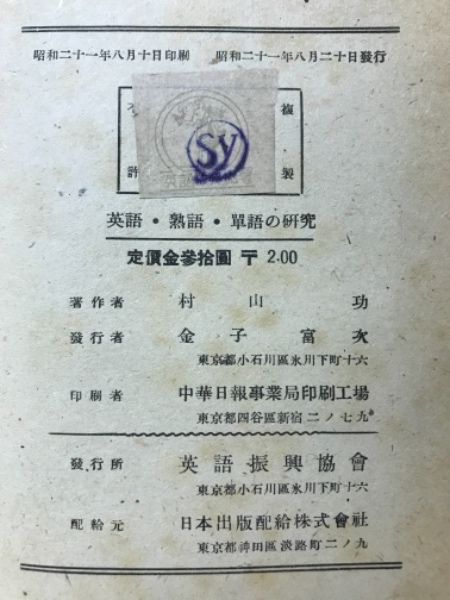 昭和二十一年八月十日印刷　昭和二十一年八月二十日發行
複
製
許
Sy
英語・熟語・單語の硏究
定價金參拾圓 〒 2.00
著作者　村山功
發行者　金子富次
東京都小石川區氷川下町十六
印刷者　中華日報事業局印刷工場
東京都四谷區新宿二ノ七九
發行所　英語振興協會
東京都小石川區氷川下町十六
配給元　日本出版配給株式會社
東京都神田區淡路町二ノ九